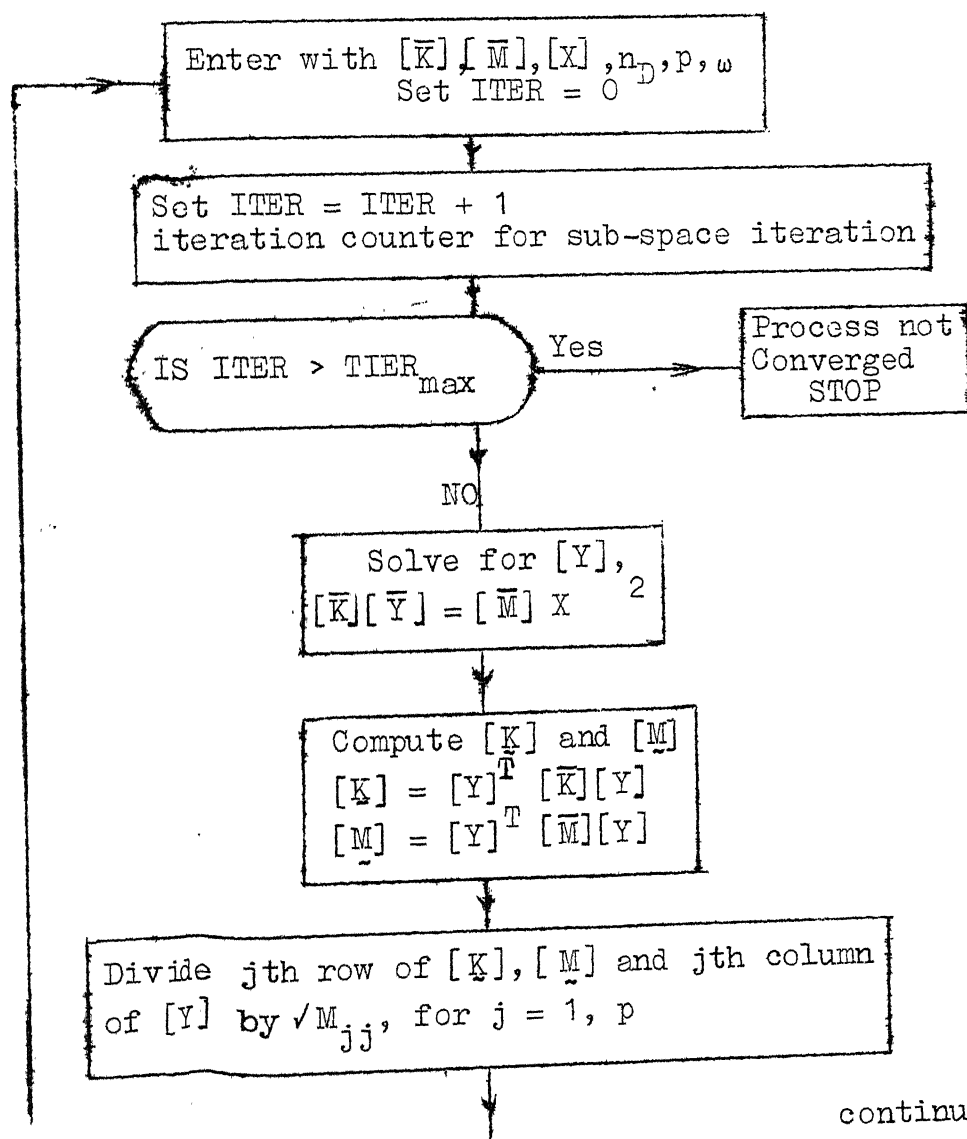 Enter with [K̅],[ M̅],[X] ,n_D,p,ω
Set ITER = 0
Set ITER = ITER + 1
iteration counter for sub-space iteration
IS ITER > TIER_max
Yes
Process not
Converged
STOP
NO
Solve for [Y],
[K̅][Y̅] = [M̅] X ²
Compute [K̰] and [M̰]
[K̰] = [Y]^T [K̅][Y]
[M̰] = [Y]^T [M̅][Y]
Divide jth row of [K̰],[M̰] and jth column
of [Y] by √M_jj, for j = 1, p
continu